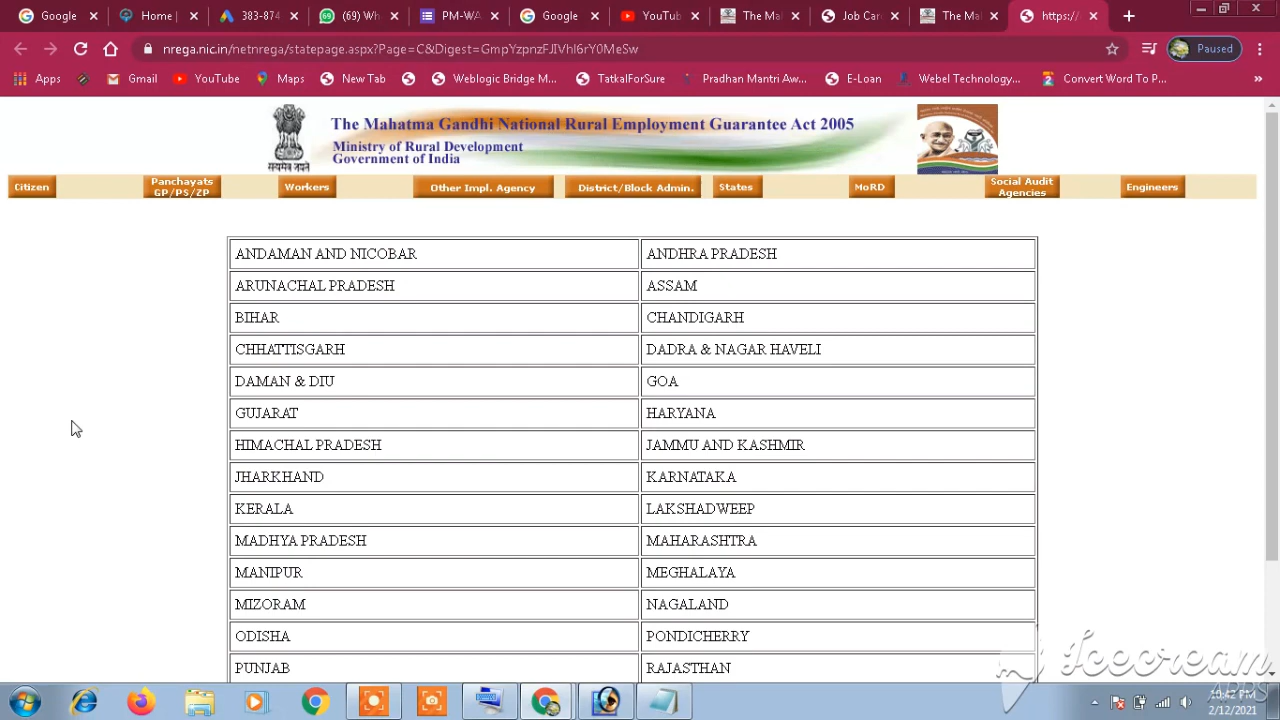 Google
Home |
383-874
(69) Wh
PM-WA
Google
YouTub
The Ma
Job Car
The Ma
https://
nrega.nic.in/netnrega/statepage.aspx?Page=C&Digest=GmpYzpnzFJIVhl6rY0MeSw
Paused
Apps
Gmail
YouTube
Maps
New Tab
Weblogic Bridge M...
TatkalForSure
Pradhan Mantri Aw...
E-Loan
Webel Technology...
Convert Word To P...
»
The Mahatma Gandhi National Rural Employment Guarantee Act 2005
Ministry of Rural Development
Government of India
Citizen
Panchayats
GP/PS/ZP
Workers
Other Impl. Agency
District/Block Admin.
States
MoRD
Social Audit
Agencies
Engineers
ANDAMAN AND NICOBAR
ANDHRA PRADESH
ARUNACHAL PRADESH
ASSAM
BIHAR
CHANDIGARH
CHHATTISGARH
DADRA & NAGAR HAVELI
DAMAN & DIU
GOA
GUJARAT
HARYANA
HIMACHAL PRADESH
JAMMU AND KASHMIR
JHARKHAND
KARNATAKA
KERALA
LAKSHADWEEP
MADHYA PRADESH
MAHARASHTRA
MANIPUR
MEGHALAYA
MIZORAM
NAGALAND
ODISHA
PONDICHERRY
PUNJAB
RAJASTHAN
Icecream
APPS
10:42 PM
2/12/2021